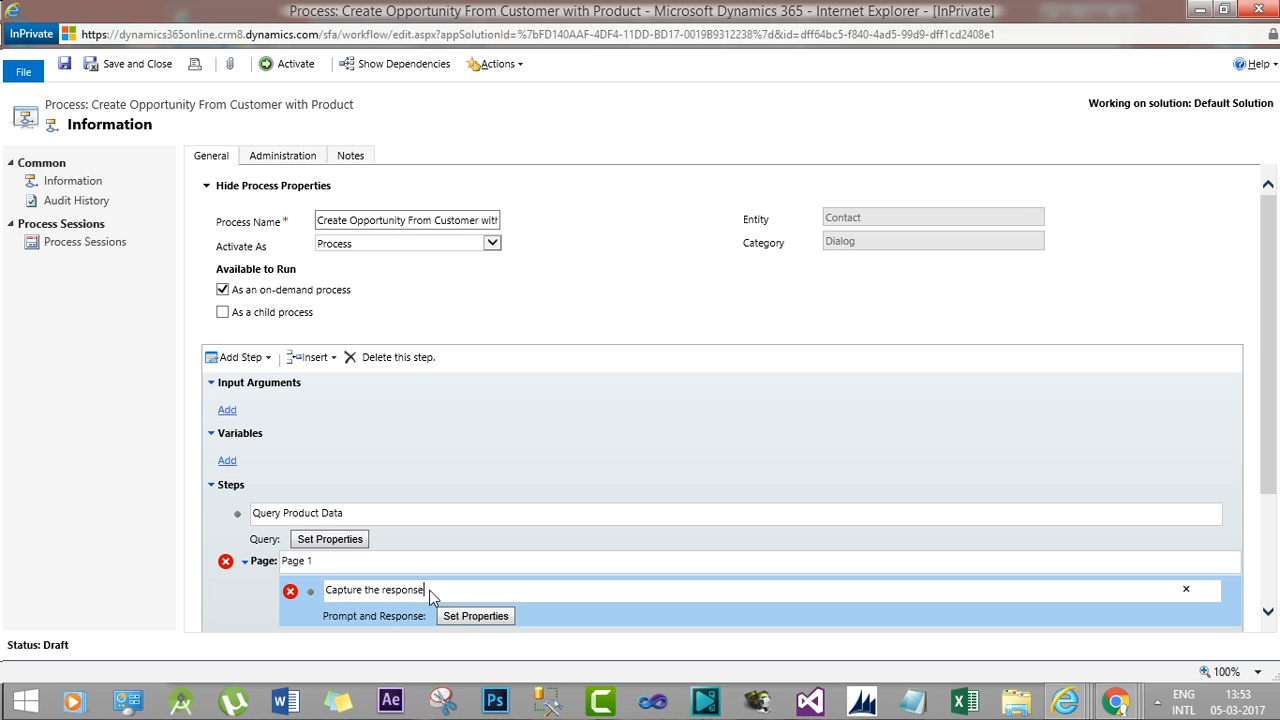 Process: Create Opportunity From Customer with Product - Microsoft Dynamics 365 - Internet Explorer - [InPrivate]
InPrivate https://dynamics365online.crm8.dynamics.com/sfa/workflow/edit.aspx?appSolutionId=%7bFD140AAF-4DF4-11DD-BD17-0019B9312238%7d&id=dff64bc5-f840-4ad5-99d9-dff1cd2408e1
File Save and Close Activate Show Dependencies Actions Help
Process: Create Opportunity From Customer with Product
Information
Working on solution: Default Solution
Common
Information
Audit History
Process Sessions
Process Sessions
General Administration Notes
Hide Process Properties
Process Name* Create Opportunity From Customer with
Entity Contact
Activate As Process
Category Dialog
Available to Run
As an on-demand process
As a child process
Add Step Insert Delete this step.
Input Arguments
Add
Variables
Add
Steps
Query Product Data
Query: Set Properties
Page: Page 1
Capture the response
Prompt and Response: Set Properties
Status: Draft
100%
ENG 13:53
INTL 05-03-2017